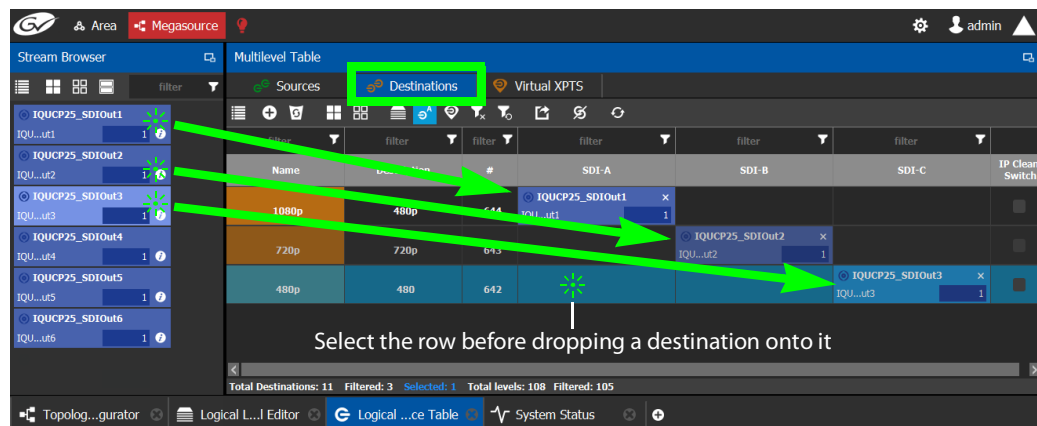 GV Area Megasource admin
Stream Browser
filter
IQUCP25_SDIOut1
IQU...ut1 1
IQUCP25_SDIOut2
IQU...ut2 1
IQUCP25_SDIOut3
IQU...ut3 1
IQUCP25_SDIOut4
IQU...ut4 1
IQUCP25_SDIOut5
IQU...ut5 1
IQUCP25_SDIOut6
IQU...ut6 1
Multilevel Table
Sources Destinations Virtual XPTS
filter filter filter filter filter filter
Name # SDI-A SDI-B SDI-C IP Clean
Switch
1080p 480p 644 IQUCP25_SDIOut1 ×
IQU...ut1 1
720p 720p 643 IQUCP25_SDIOut2 ×
IQU...ut2 1
480p 480 642 IQUCP25_SDIOut3 ×
IQU...ut3 1
Select the row before dropping a destination onto it
Total Destinations: 11 Filtered: 3 Selected: 1 Total levels: 108 Filtered: 105
Topolog...gurator Logical L...l Editor Logical ...ce Table System Status